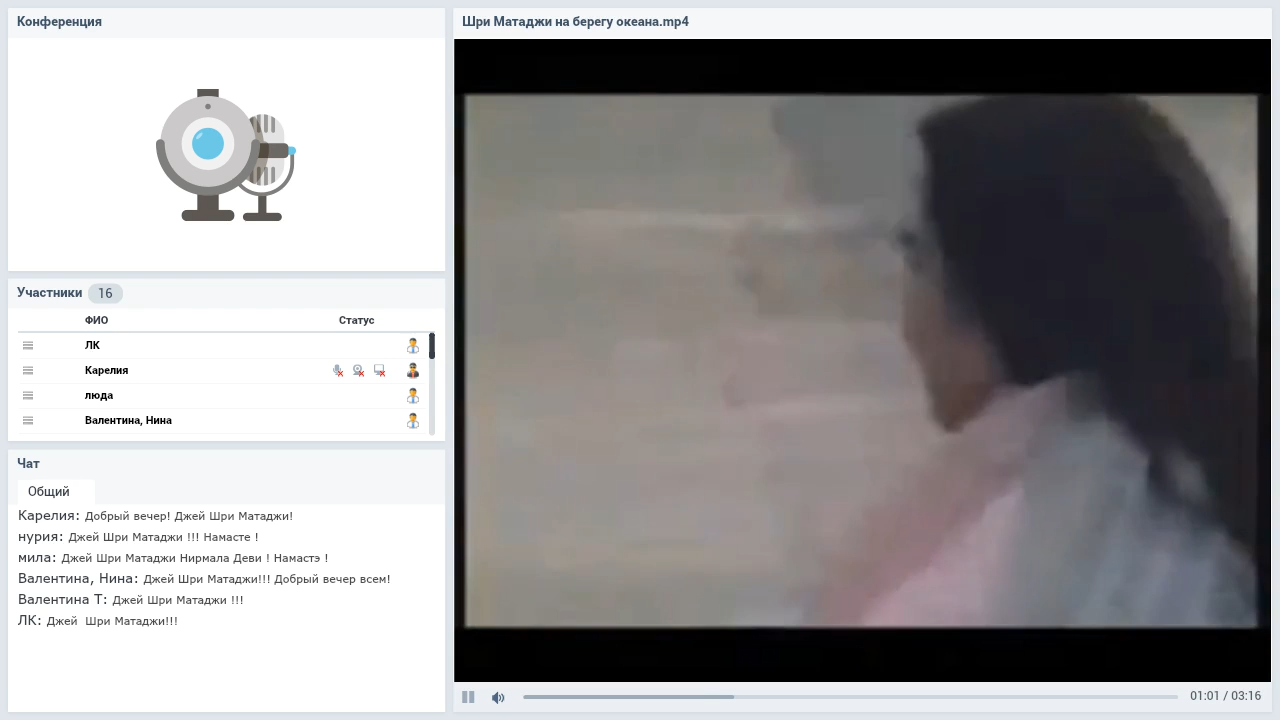 Конференция
Участники 16
ФИО Статус
ЛК
Карелия
люда
Валентина, Нина
Чат
Общий
Карелия: Добрый вечер! Джей Шри Матаджи!
нурия: Джей Шри Матаджи !!! Намасте !
мила: Джей Шри Матаджи Нирмала Деви ! Намастэ !
Валентина, Нина: Джей Шри Матаджи!!! Добрый вечер всем!
Валентина Т: Джей Шри Матаджи !!!
ЛК: Джей  Шри Матаджи!!!
Шри Матаджи на берегу океана.mp4
01:01 / 03:16